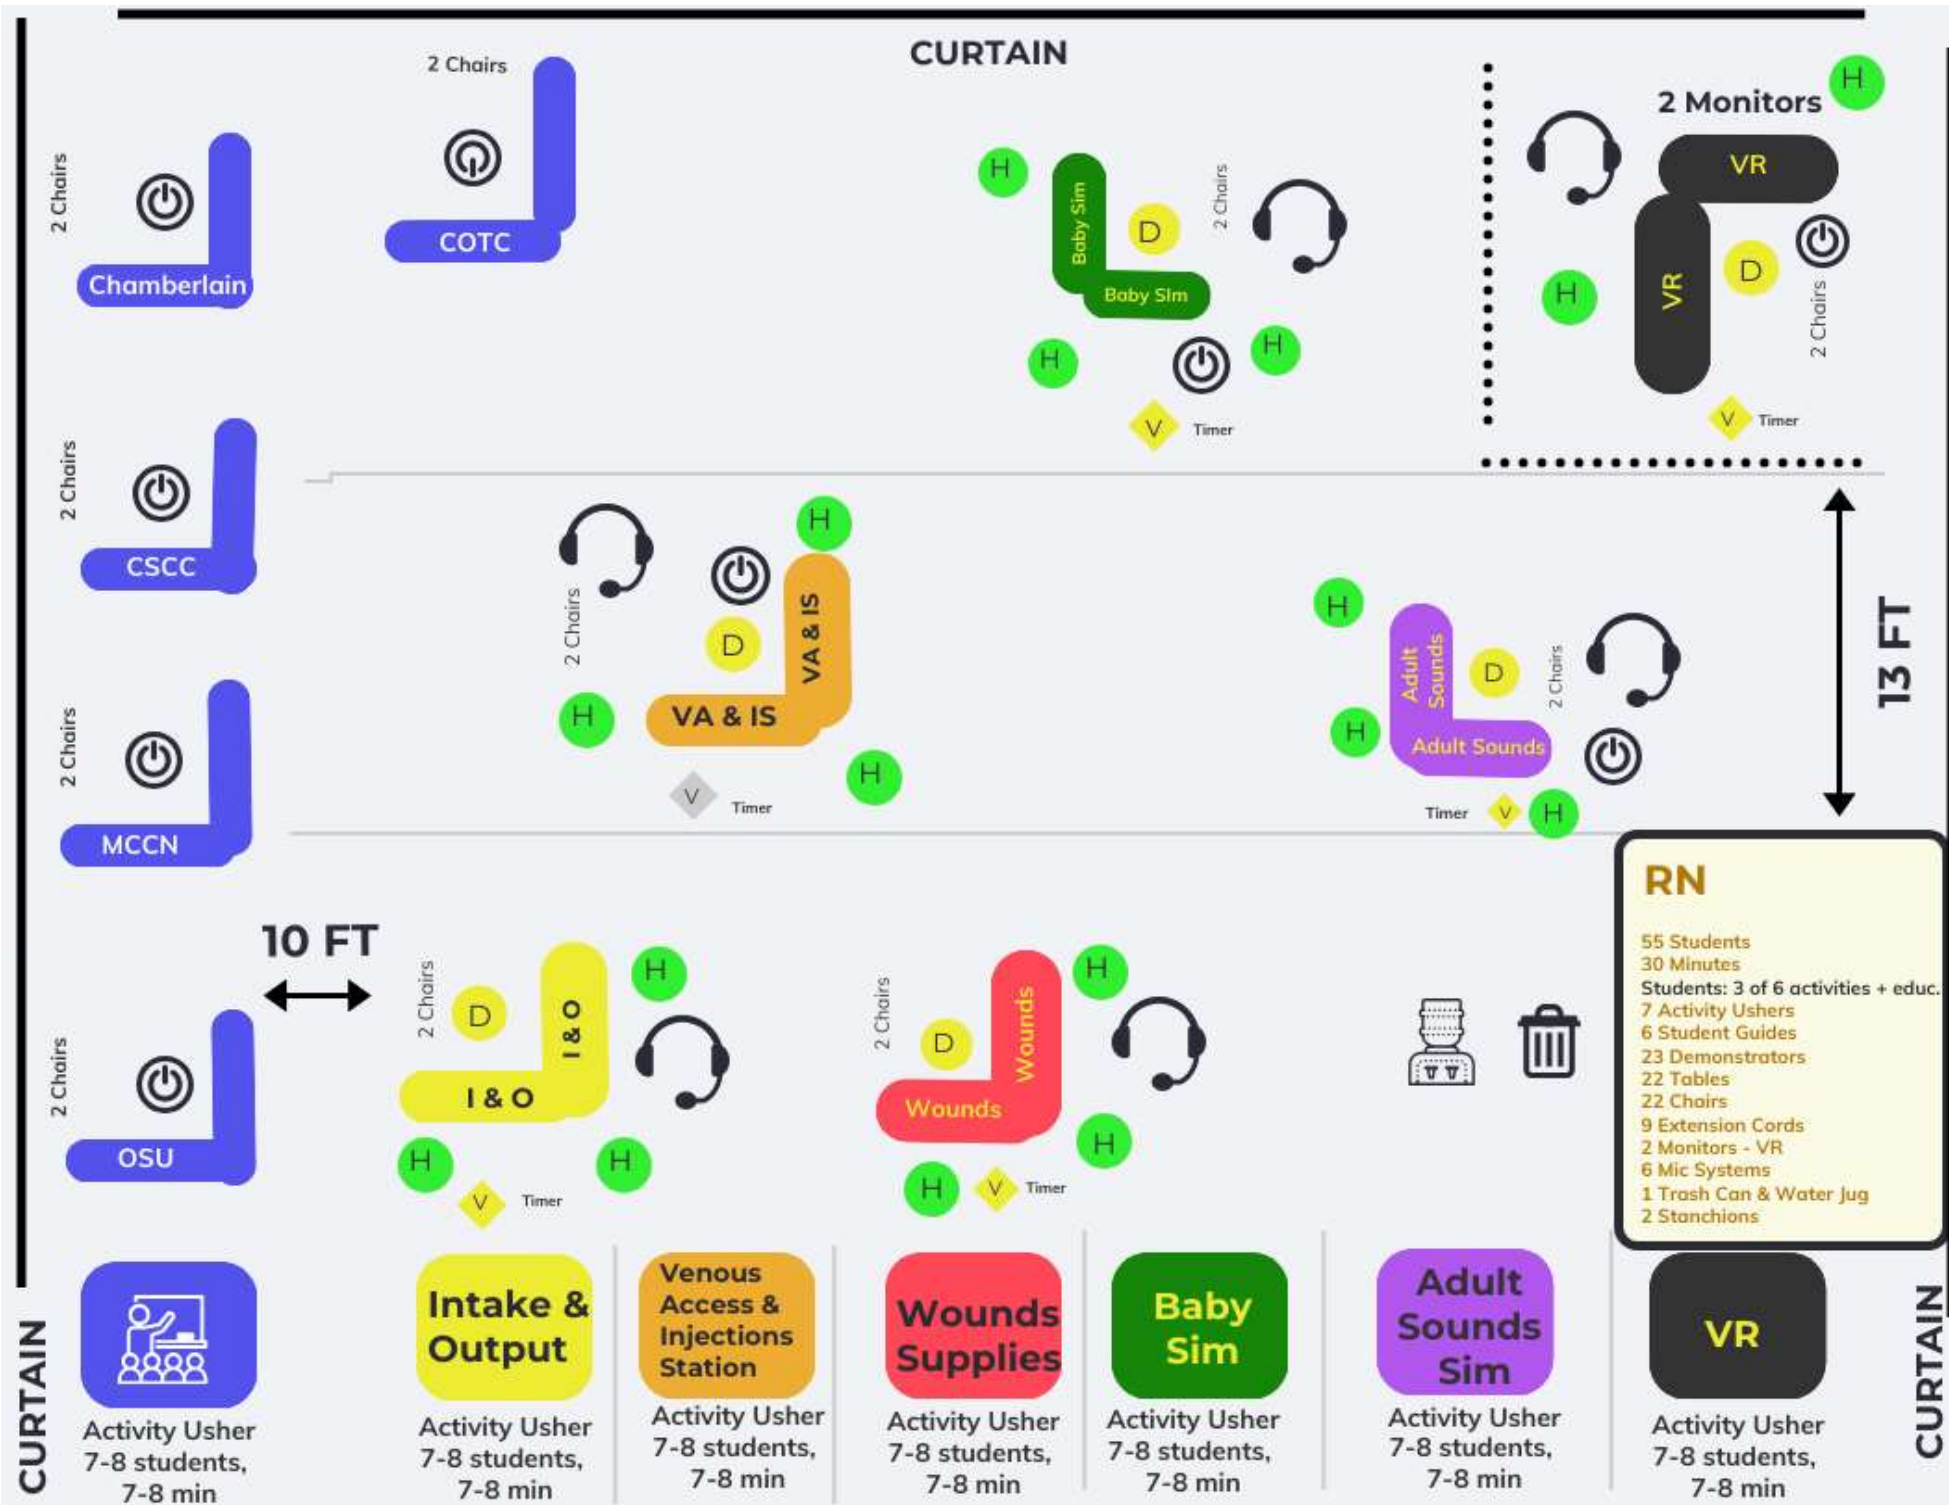 CURTAIN
2 Chairs
COTC
2 Chairs
Chamberlain
H
Baby Sim
Baby SIm
D
2 Chairs
H
H
V
Timer
2 Monitors
H
VR
VR
D
H
2 Chairs
V
Timer
2 Chairs
CSCC
2 Chairs
MCCN
H
2 Chairs
D
VA & IS
VA & IS
H
H
V
Timer
H
Adult
Sounds
D
2 Chairs
H
Adult Sounds
Timer
V
H
13 FT
10 FT
2 Chairs
OSU
2 Chairs
D
I & O
I & O
H
H
H
V
Timer
2 Chairs
D
Wounds
Wounds
H
H
H
V
Timer
RN
55 Students
30 Minutes
Students: 3 of 6 activities + educ.
7 Activity Ushers
6 Student Guides
23 Demonstrators
22 Tables
22 Chairs
9 Extension Cords
2 Monitors - VR
6 Mic Systems
1 Trash Can & Water Jug
2 Stanchions
CURTAIN
Activity Usher
7-8 students,
7-8 min
Intake &
Output
Activity Usher
7-8 students,
7-8 min
Venous
Access &
Injections
Station
Activity Usher
7-8 students,
7-8 min
Wounds
Supplies
Activity Usher
7-8 students,
7-8 min
Baby
Sim
Activity Usher
7-8 students,
7-8 min
Adult
Sounds
Sim
Activity Usher
7-8 students,
7-8 min
VR
Activity Usher
7-8 students,
7-8 min
CURTAIN